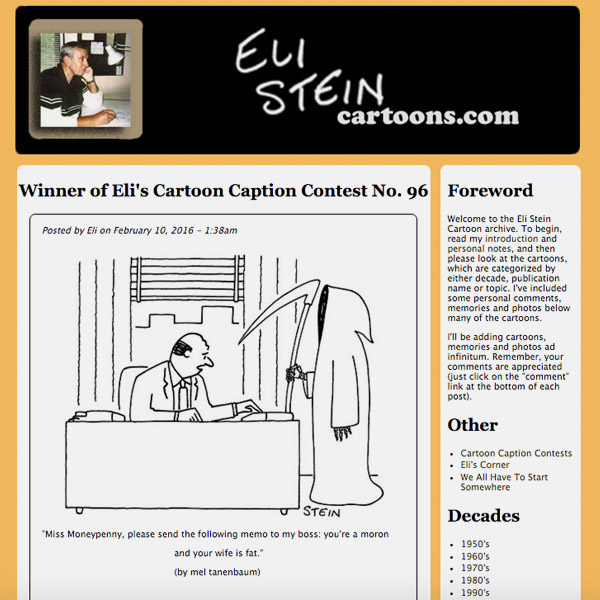 ELI
STEIN
cartoons.com
Winner of Eli's Cartoon Caption Contest No. 96
Posted by Eli on February 10, 2016 - 1:38am
STEIN
"Miss Moneypenny, please send the following memo to my boss: you're a moron
and your wife is fat."
(by mel tanenbaum)
Foreword
Welcome to the Eli Stein
Cartoon archive. To begin,
read my introduction and
personal notes, and then
please look at the cartoons,
which are categorized by
either decade, publication
name or topic. I've included
some personal comments,
memories and photos below
many of the cartoons.
I'll be adding cartoons,
memories and photos ad
infinitum. Remember, your
comments are appreciated
(just click on the "comment"
link at the bottom of each
post).
Other
Cartoon Caption Contests
Eli's Corner
We All Have To Start
Somewhere
Decades
1950's
1960's
1970's
1980's
1990's